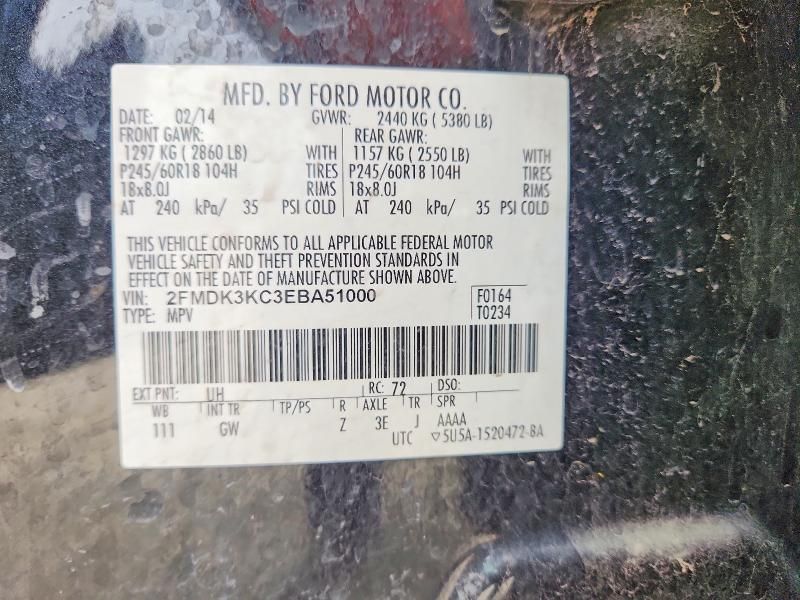 MFD. BY FORD MOTOR CO.
DATE: 02/14 GVWR: 2440 KG ( 5380 LB)
FRONT GAWR: REAR GAWR:
1297 KG ( 2860 LB) WITH 1157 KG ( 2550 LB) WITH
P245/60R18 104H TIRES P245/60R18 104H TIRES
18x8.0J RIMS 18x8.0J RIMS
AT 240 kPa/ 35 PSI COLD AT 240 kPa/ 35 PSI COLD
THIS VEHICLE CONFORMS TO ALL APPLICABLE FEDERAL MOTOR
VEHICLE SAFETY AND THEFT PREVENTION STANDARDS IN
EFFECT ON THE DATE OF MANUFACTURE SHOWN ABOVE.
VIN: 2FMDK3KC3EBA51000 F0164
TYPE: MPV T0234
EXT PNT: UH RC: 72 DSO:
WB INT TR TP/PS R AXLE TR SPR
111 GW Z 3E J AAAA
UTC ▽5U5A-1520472-BA